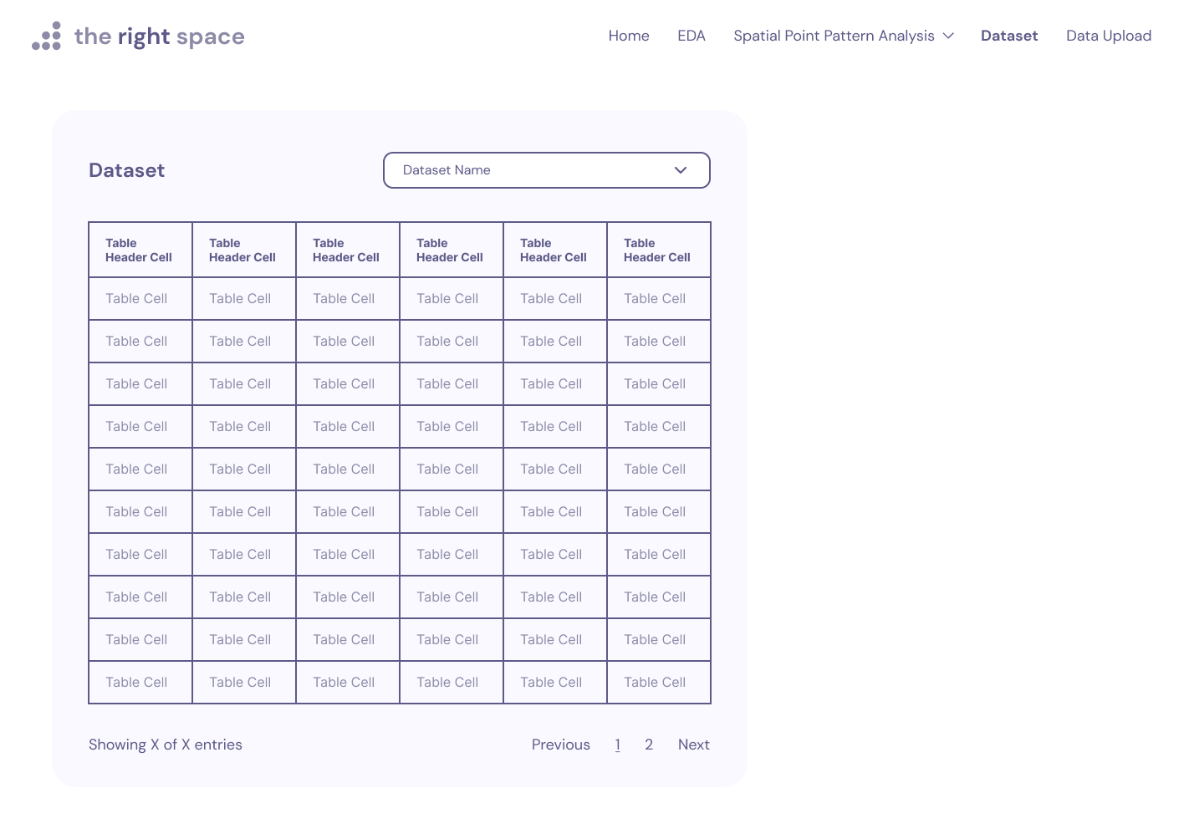 the right space
Home EDA Spatial Point Pattern Analysis Dataset Data Upload
Dataset
Dataset Name
Table Header Cell Table Header Cell Table Header Cell Table Header Cell Table Header Cell Table Header Cell
Table Cell Table Cell Table Cell Table Cell Table Cell Table Cell
Table Cell Table Cell Table Cell Table Cell Table Cell Table Cell
Table Cell Table Cell Table Cell Table Cell Table Cell Table Cell
Table Cell Table Cell Table Cell Table Cell Table Cell Table Cell
Table Cell Table Cell Table Cell Table Cell Table Cell Table Cell
Table Cell Table Cell Table Cell Table Cell Table Cell Table Cell
Table Cell Table Cell Table Cell Table Cell Table Cell Table Cell
Table Cell Table Cell Table Cell Table Cell Table Cell Table Cell
Table Cell Table Cell Table Cell Table Cell Table Cell Table Cell
Table Cell Table Cell Table Cell Table Cell Table Cell Table Cell
Showing X of X entries
Previous 1 2 Next